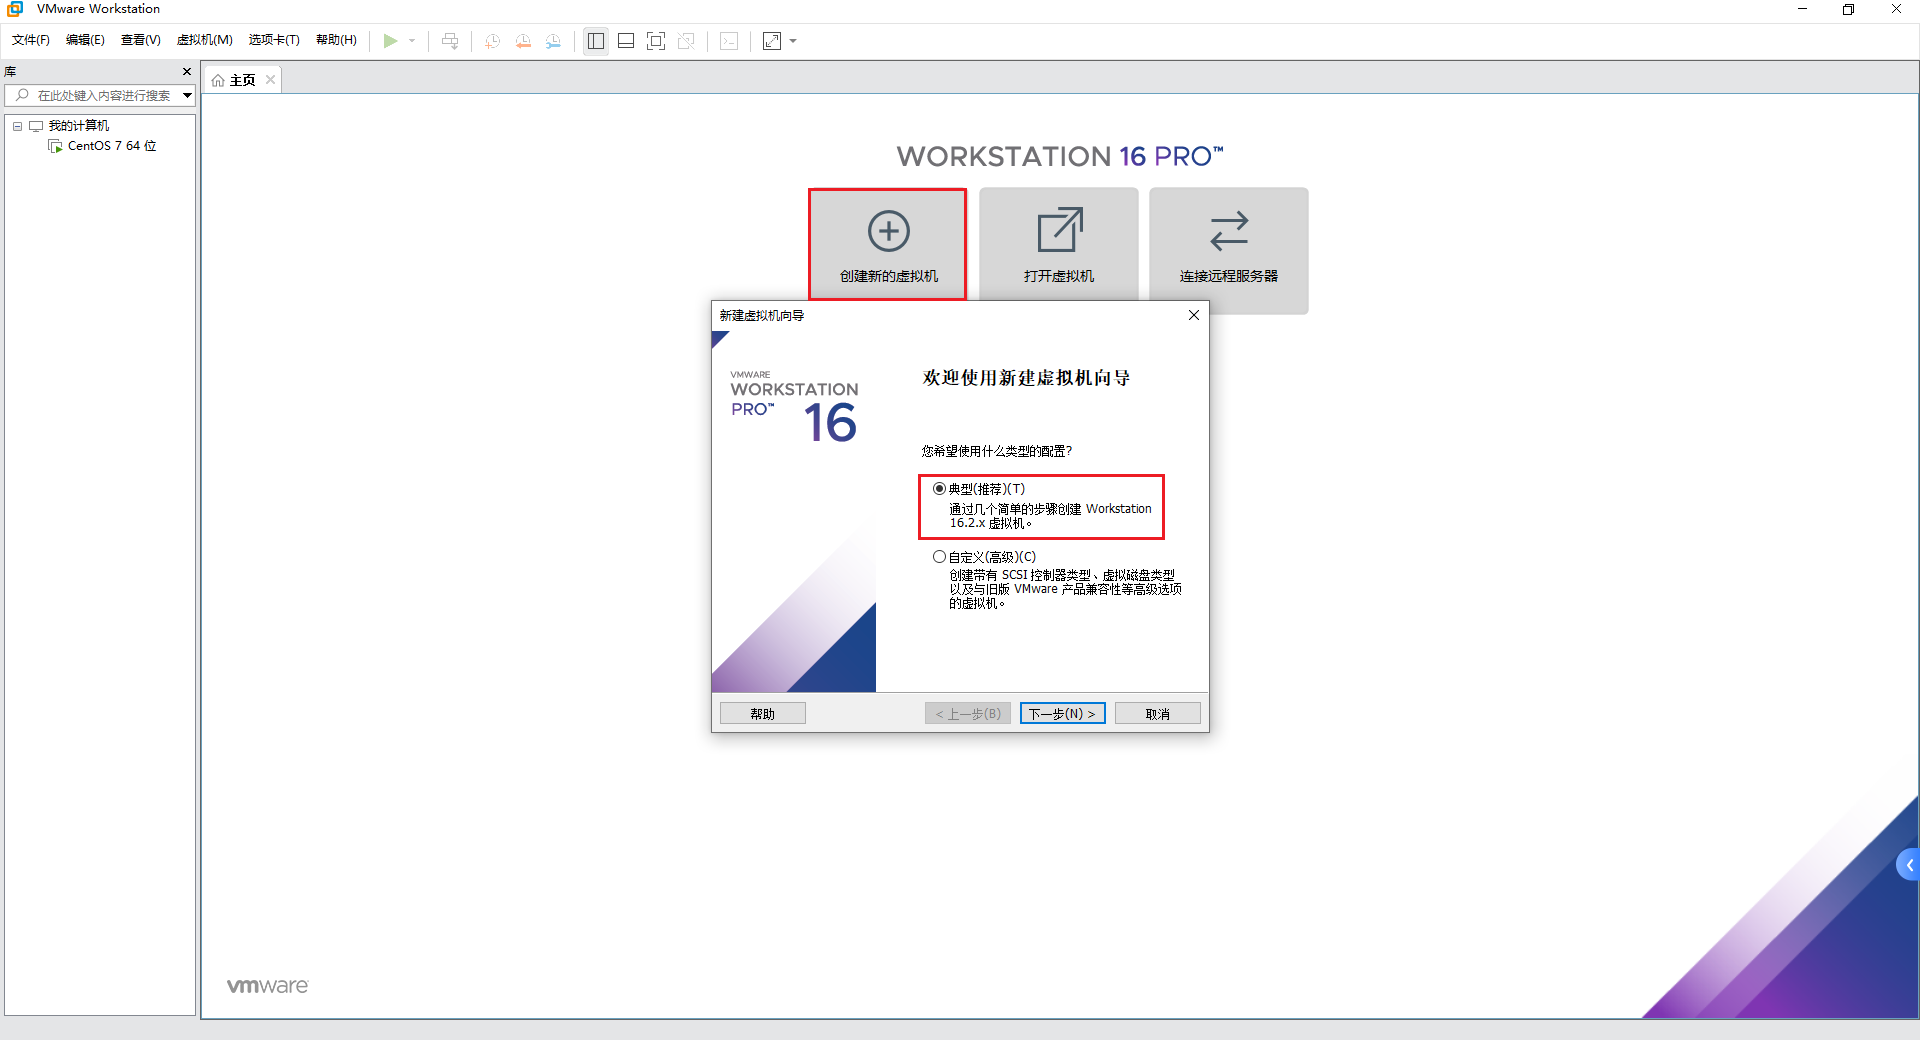 VMware Workstation
文件(F) 编辑(E) 查看(V) 虚拟机(M) 选项卡(T) 帮助(H)
库
在此处键入内容进行搜索
我的计算机
CentOS 7 64 位
主页
WORKSTATION 16 PRO™
创建新的虚拟机
打开虚拟机
连接远程服务器
新建虚拟机向导
VMWARE
WORKSTATION
PRO™ 16
欢迎使用新建虚拟机向导
您希望使用什么类型的配置?
典型(推荐)(T)
通过几个简单的步骤创建 Workstation
16.2.x 虚拟机。
自定义(高级)(C)
创建带有 SCSI 控制器类型、虚拟磁盘类型
以及与旧版 VMware 产品兼容性等高级选项
的虚拟机。
帮助
< 上一步(B)
下一步(N) >
取消
vmware